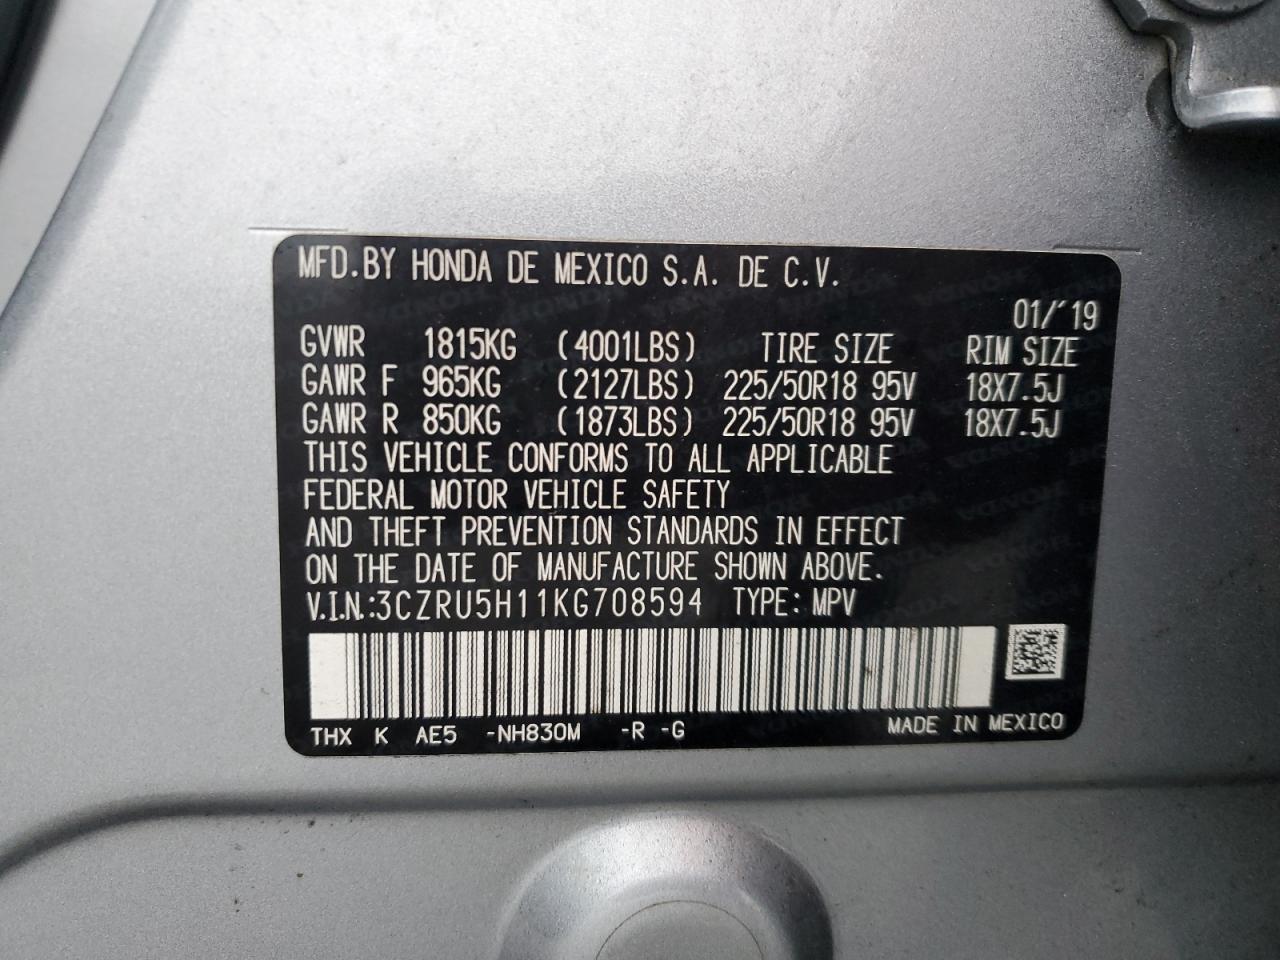 MFD.BY HONDA DE MEXICO S.A. DE C.V.
01/'19
GVWR 1815KG (4001LBS) TIRE SIZE RIM SIZE
GAWR F 965KG (2127LBS) 225/50R18 95V 18X7.5J
GAWR R 850KG (1873LBS) 225/50R18 95V 18X7.5J
THIS VEHICLE CONFORMS TO ALL APPLICABLE
FEDERAL MOTOR VEHICLE SAFETY
AND THEFT PREVENTION STANDARDS IN EFFECT
ON THE DATE OF MANUFACTURE SHOWN ABOVE.
V.I.N.:3CZRU5H11KG708594 TYPE: MPV
THX K AE5 -NH830M -R -G MADE IN MEXICO